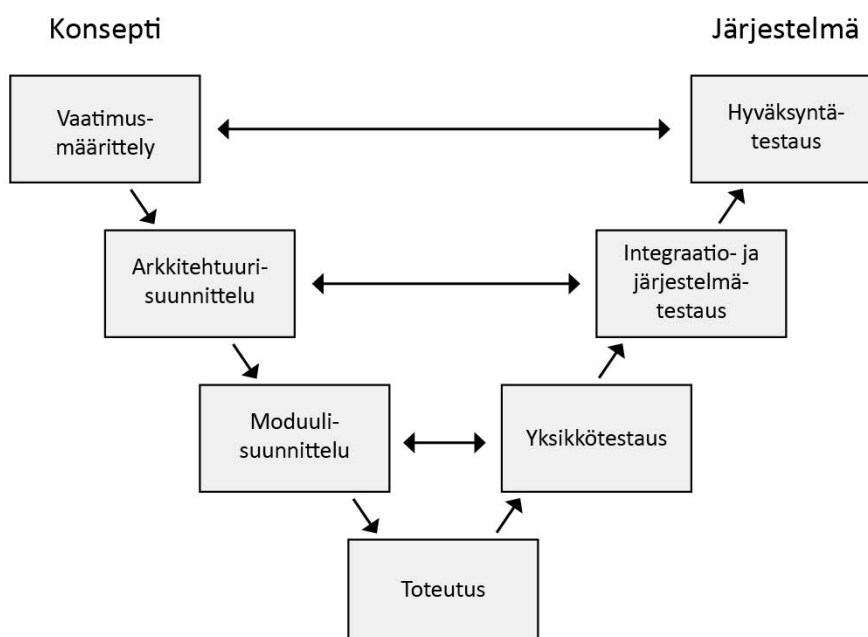 Konsepti
Järjestelmä
Vaatimus-
määrittely
Hyväksyntä-
testaus
Arkkitehtuuri-
suunnittelu
Integraatio- ja
järjestelmä-
testaus
Moduuli-
suunnittelu
Yksikkötestaus
Toteutus